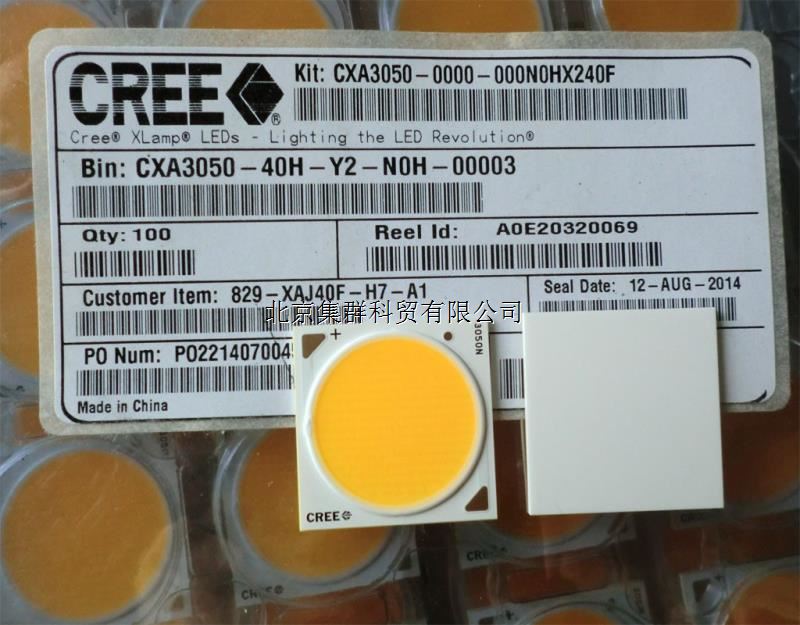 CREE®
Kit: CXA3050-0000-000N0HX240F
Cree® XLamp® LEDs - Lighting the LED Revolution®
Bin: CXA3050-40H-Y2-N0H-00003
Qty: 100
Reel Id: A0E20320069
Customer Item: 829-XAJ40F-H7-A1
Seal Date: 12-AUG-2014
北京集群科贸有限公司
PO Num:
Made in China
+
3050N
CREE
CREE
CREE